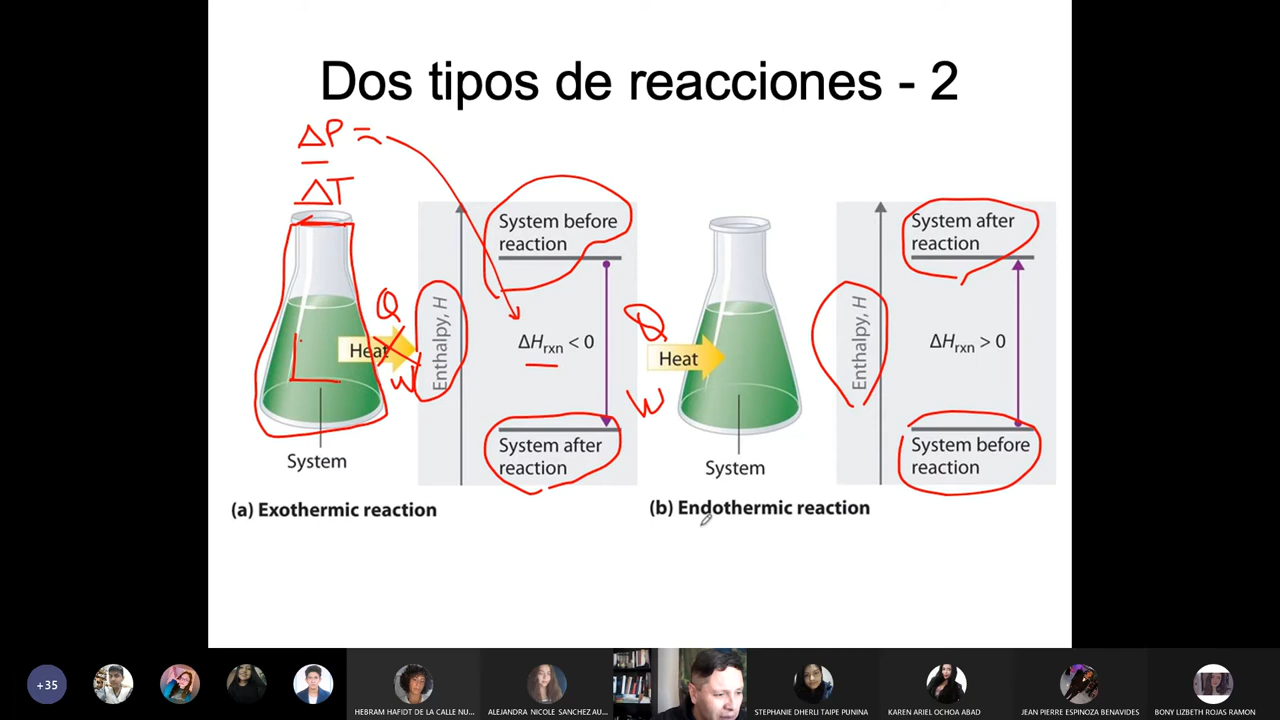 Dos tipos de reacciones - 2
ΔP =
ΔT
System before
reaction
Q
Heat
W
Enthalpy, H
ΔHrxn < 0
System after
reaction
System
(a) Exothermic reaction
System after
reaction
Q
Heat
W
Enthalpy, H
ΔHrxn > 0
System before
reaction
System
(b) Endothermic reaction
+35
HEBRAM HAFIDT DE LA CALLE NU...
ALEJANDRA NICOLE SANCHEZ AU...
STEPHANIE DHERLI TAIPE PUNINA
KAREN ARIEL OCHOA ABAD
JEAN PIERRE ESPINOZA BENAVIDES
BONY LIZBETH ROJAS RAMON